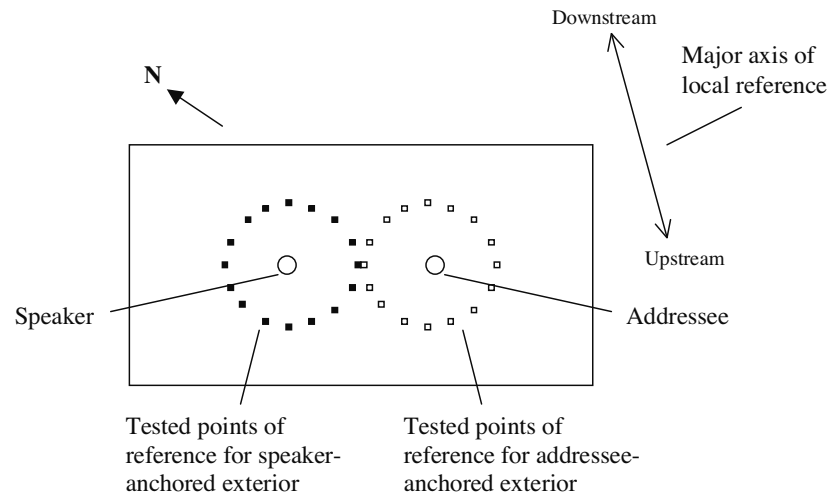 Downstream
Major axis of
local reference
N
Upstream
Speaker
Addressee
Tested points of
reference for speaker-
anchored exterior
Tested points of
reference for addressee-
anchored exterior